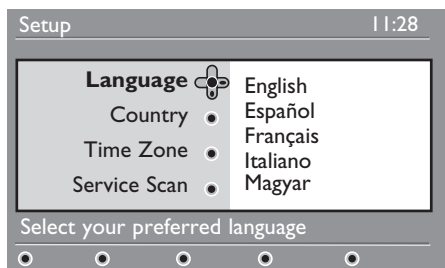 Setup 11:28
Language
Country
Time Zone
Service Scan
English
Español
Français
Italiano
Magyar
Select your preferred language